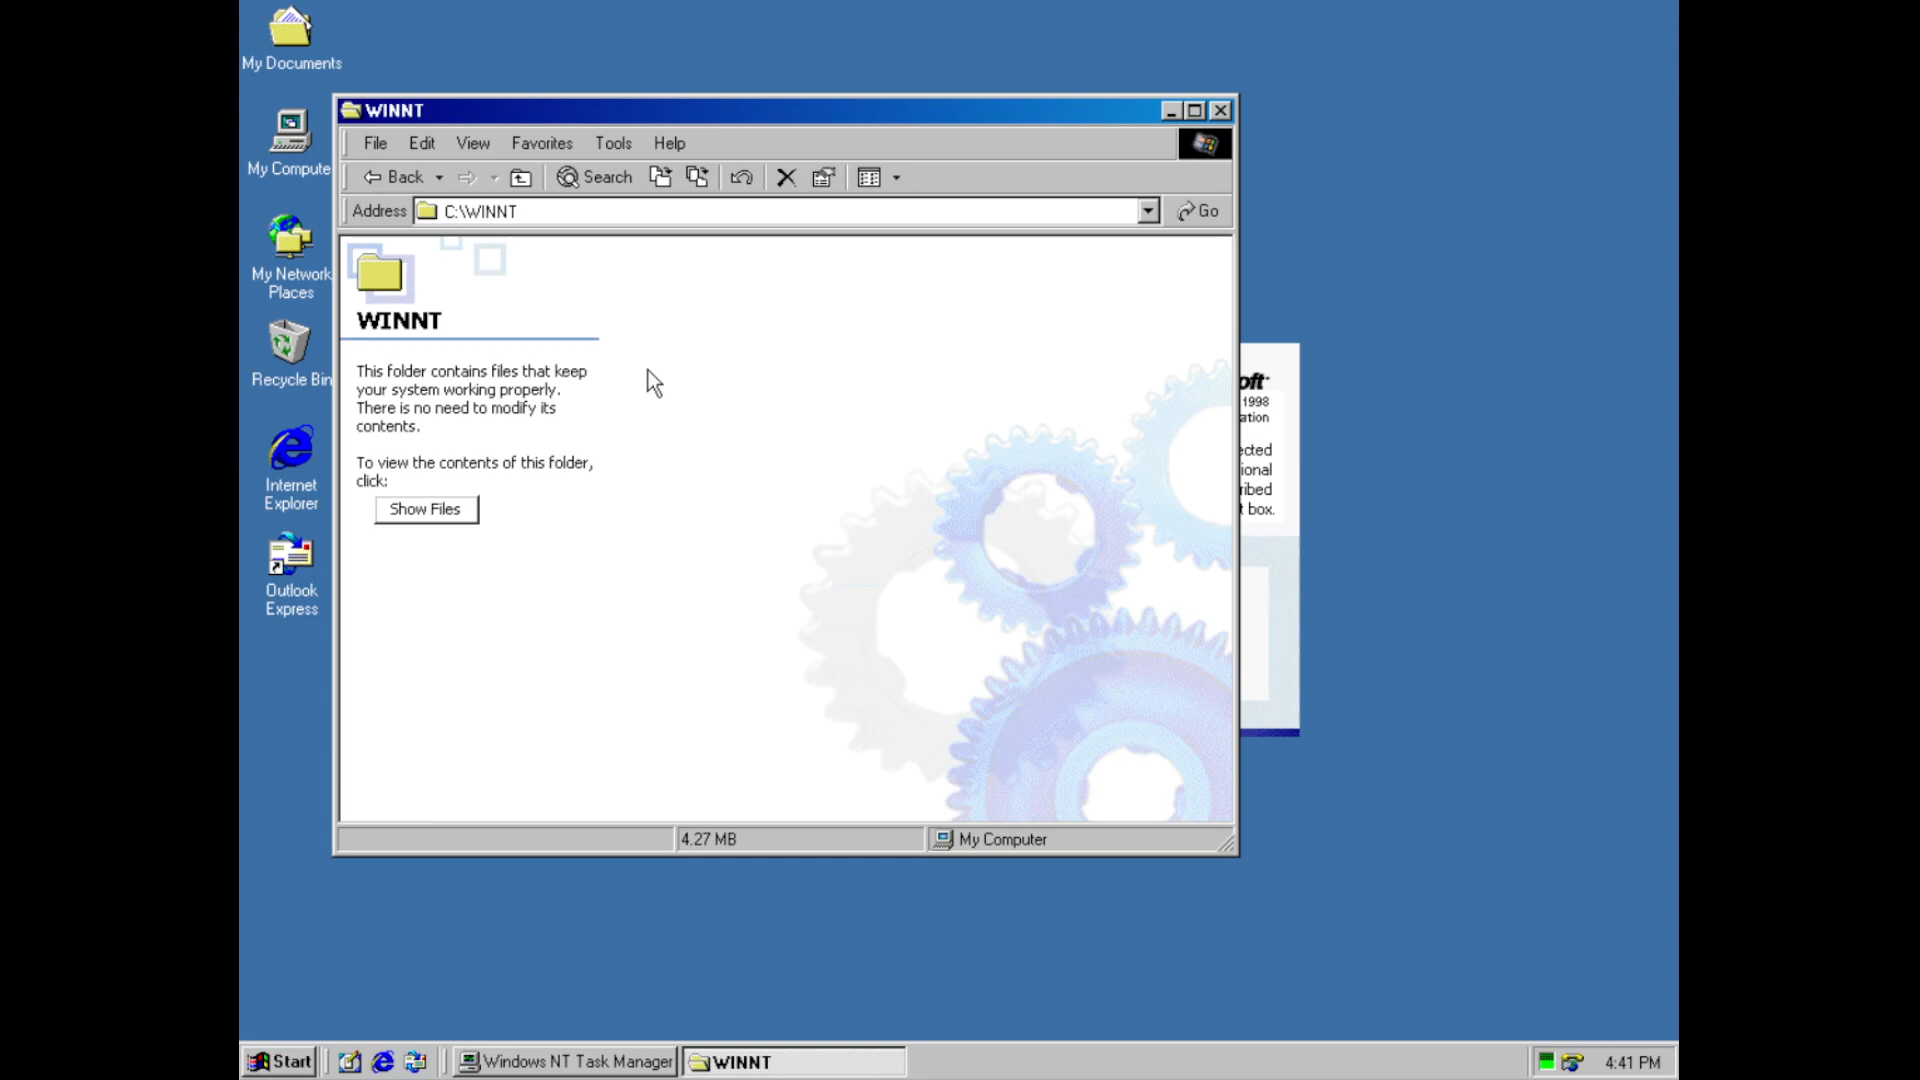 My Documents
My Compute
My Network
Places
Recycle Bin
Internet
Explorer
Outlook
Express
WINNT
File Edit View Favorites Tools Help
Back Search
Address C:\WINNT Go
WINNT
This folder contains files that keep
your system working properly.
There is no need to modify its
contents.
To view the contents of this folder,
click:
Show Files
4.27 MB My Computer
oft
1998
ation
ected
ional
ribed
t box.
Start Windows NT Task Manager WINNT 4:41 PM